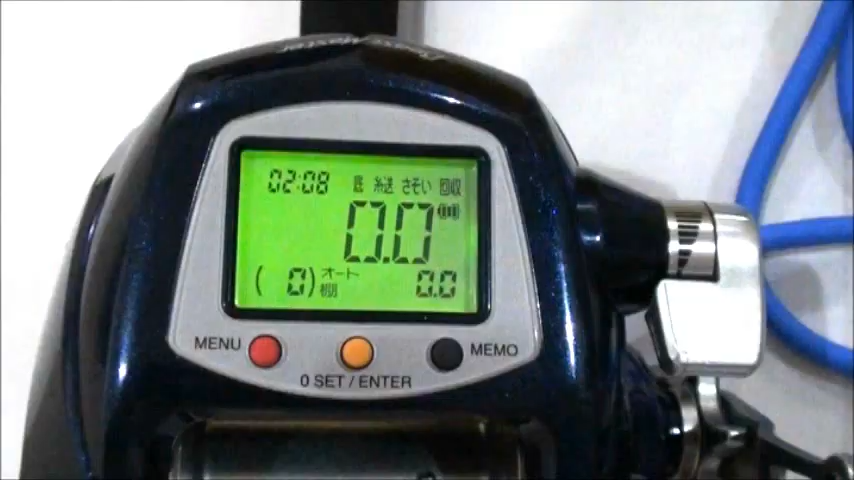 02:08 底 糸送 さそい 回収
0.0
( 0) オート
棚 0.0
MENU
MEMO
0 SET / ENTER